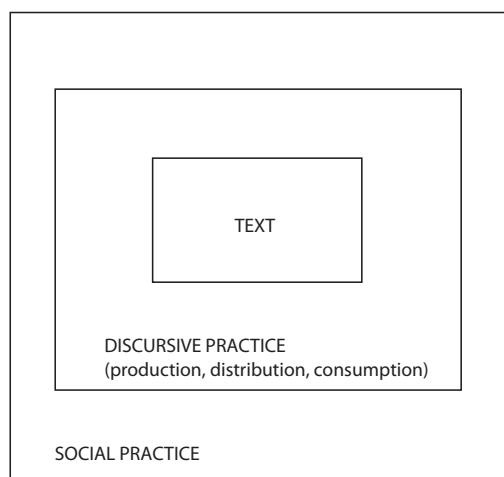 TEXT
DISCURSIVE PRACTICE
(production, distribution, consumption)
SOCIAL PRACTICE